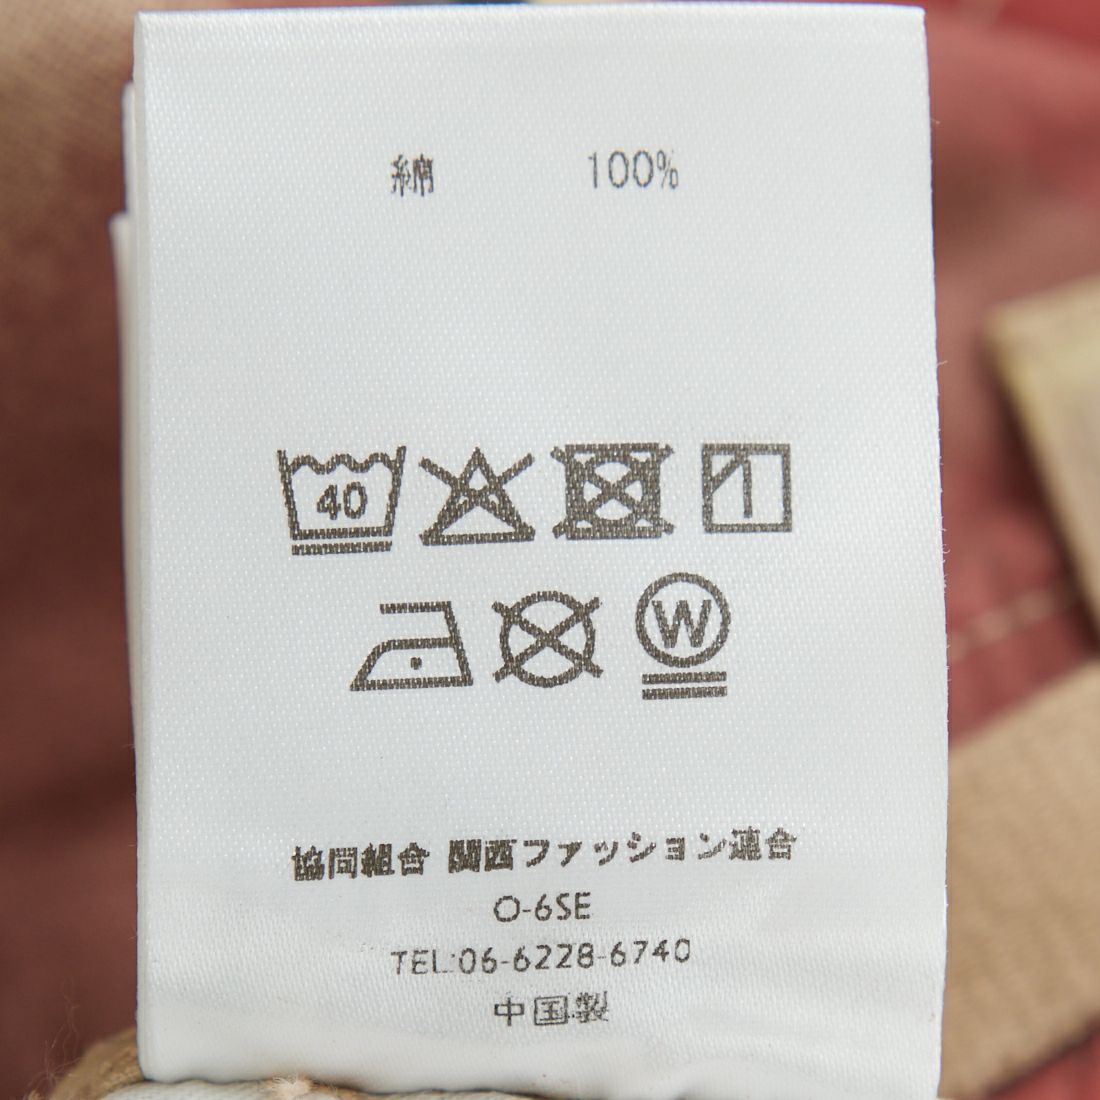 綿 100%
40
W
協同組合 関西ファッション連合
O-6SE
TEL:06-6228-6740
中国製